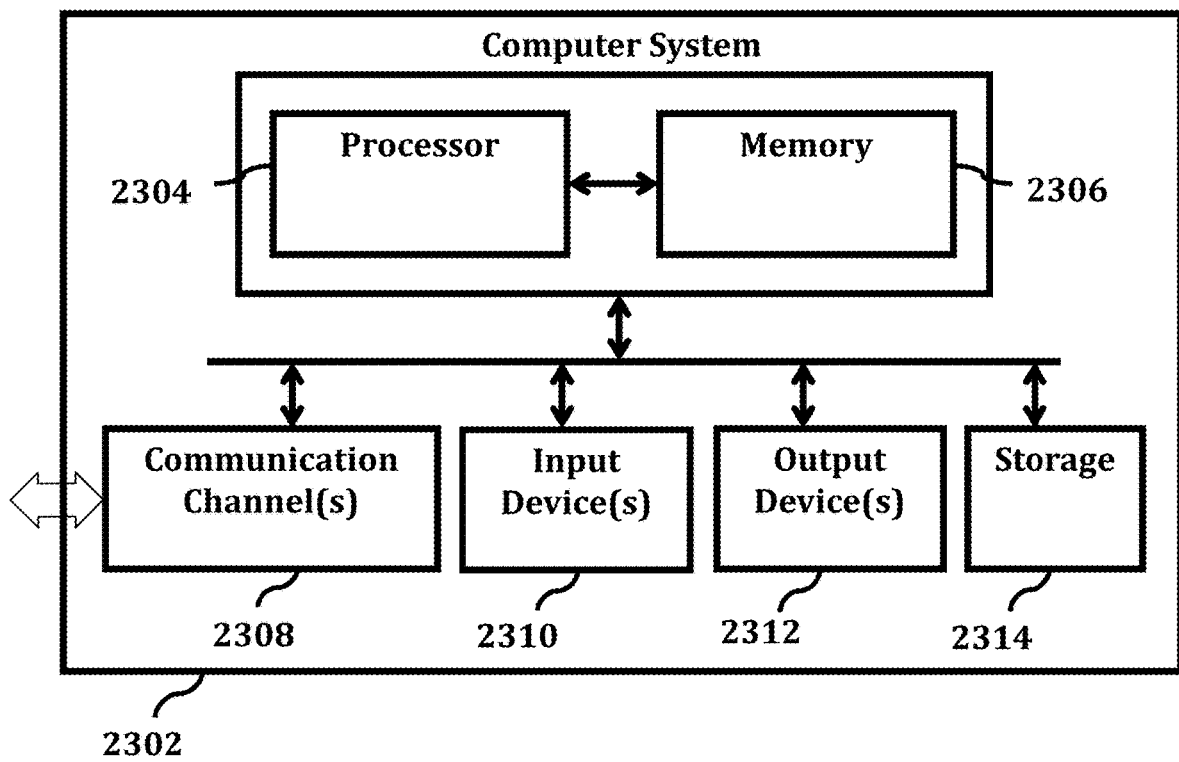 Computer System
Processor
Memory
2304
2306
Communication
Channel(s)
Input
Device(s)
Output
Device(s)
Storage
2308
2310
2312
2314
2302